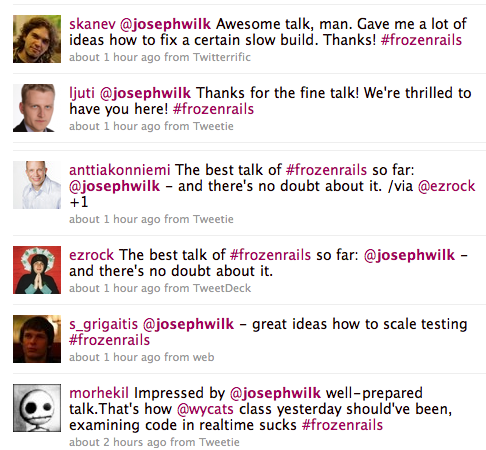 skanev @josephwilk Awesome talk, man. Gave me a lot of
ideas how to fix a certain slow build. Thanks! #frozenrails
about 1 hour ago from Twitterrific
ljuti @josephwilk Thanks for the fine talk! We're thrilled to
have you here! #frozenrails
about 1 hour ago from Tweetie
anttiakonniemi The best talk of #frozenrails so far:
@josephwilk - and there's no doubt about it. /via @ezrock
+1
about 1 hour ago from Tweetie
ezrock The best talk of #frozenrails so far: @josephwilk -
and there's no doubt about it.
about 1 hour ago from TweetDeck
s_grigaitis @josephwilk - great ideas how to scale testing
#frozenrails
about 1 hour ago from web
morhekil Impressed by @josephwilk well-prepared
talk.That's how @wycats class yesterday should've been,
examining code in realtime sucks #frozenrails
about 2 hours ago from Tweetie